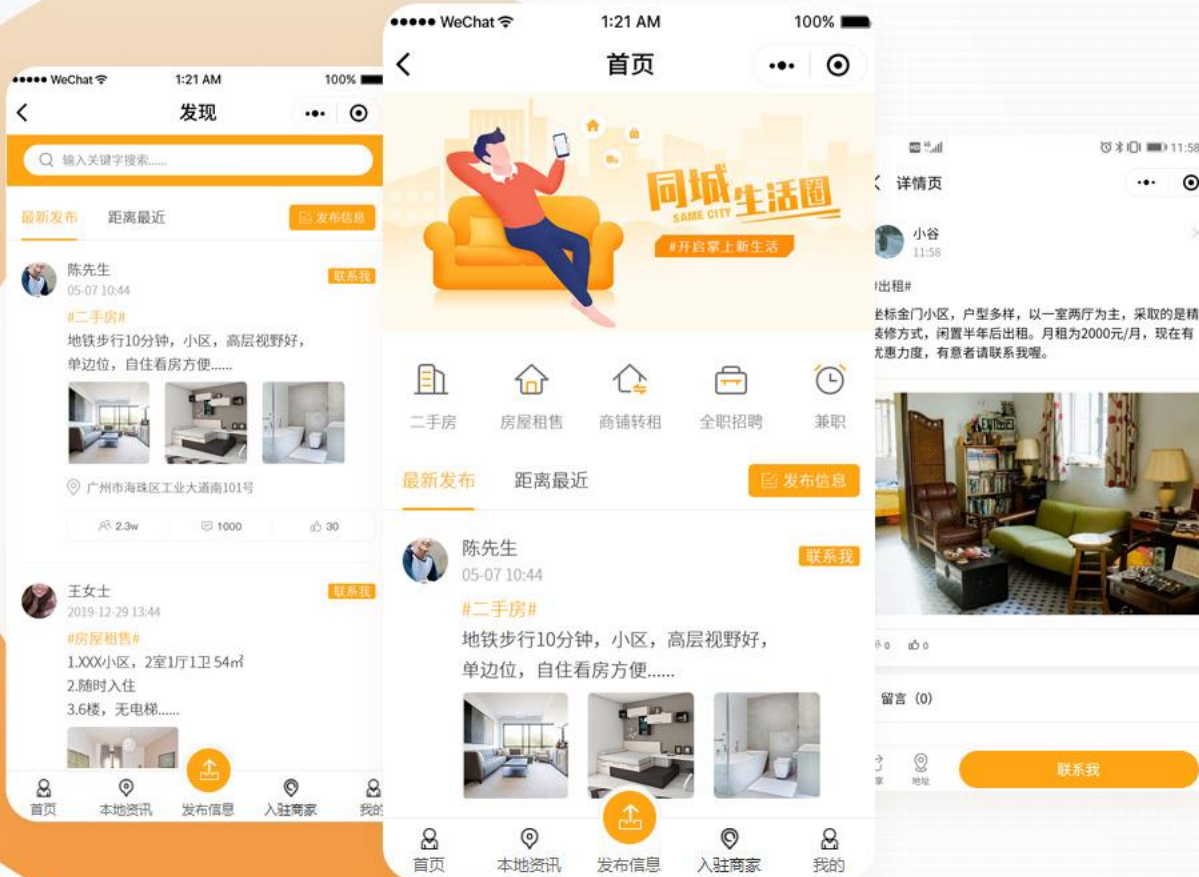 WeChat 1:21 AM 100%
发现
输入关键字搜索......
最新发布 距离最近 发布信息
陈先生 联系我
05-07 10:44
#二手房#
地铁步行10分钟，小区，高层视野好，
单边位，自住看房方便......
广州市海珠区工业大道南101号
2.3w 1000 30
王女士 联系我
2019-12-29 13:44
#房屋租售#
1.XXX小区，2室1厅1卫 54㎡
2.随时入住
3.6楼，无电梯......
首页 本地资讯 发布信息 入驻商家 我的
WeChat 1:21 AM 100%
首页
同城生活圈
SAME CITY
#开启掌上新生活
二手房 房屋租售 商铺转租 全职招聘 兼职
最新发布 距离最近 发布信息
陈先生 联系我
05-07 10:44
#二手房#
地铁步行10分钟，小区，高层视野好，
单边位，自住看房方便......
首页 本地资讯 发布信息 入驻商家 我的
HD 11:58
详情页
小谷
11:58
出租#
标金门小区，户型多样，以一室两厅为主，采取的是精
修方式，闲置半年后出租。月租为2000元/月，现在有
惠力度，有意者请联系我喔。
0 0
留言（0）
地址 联系我